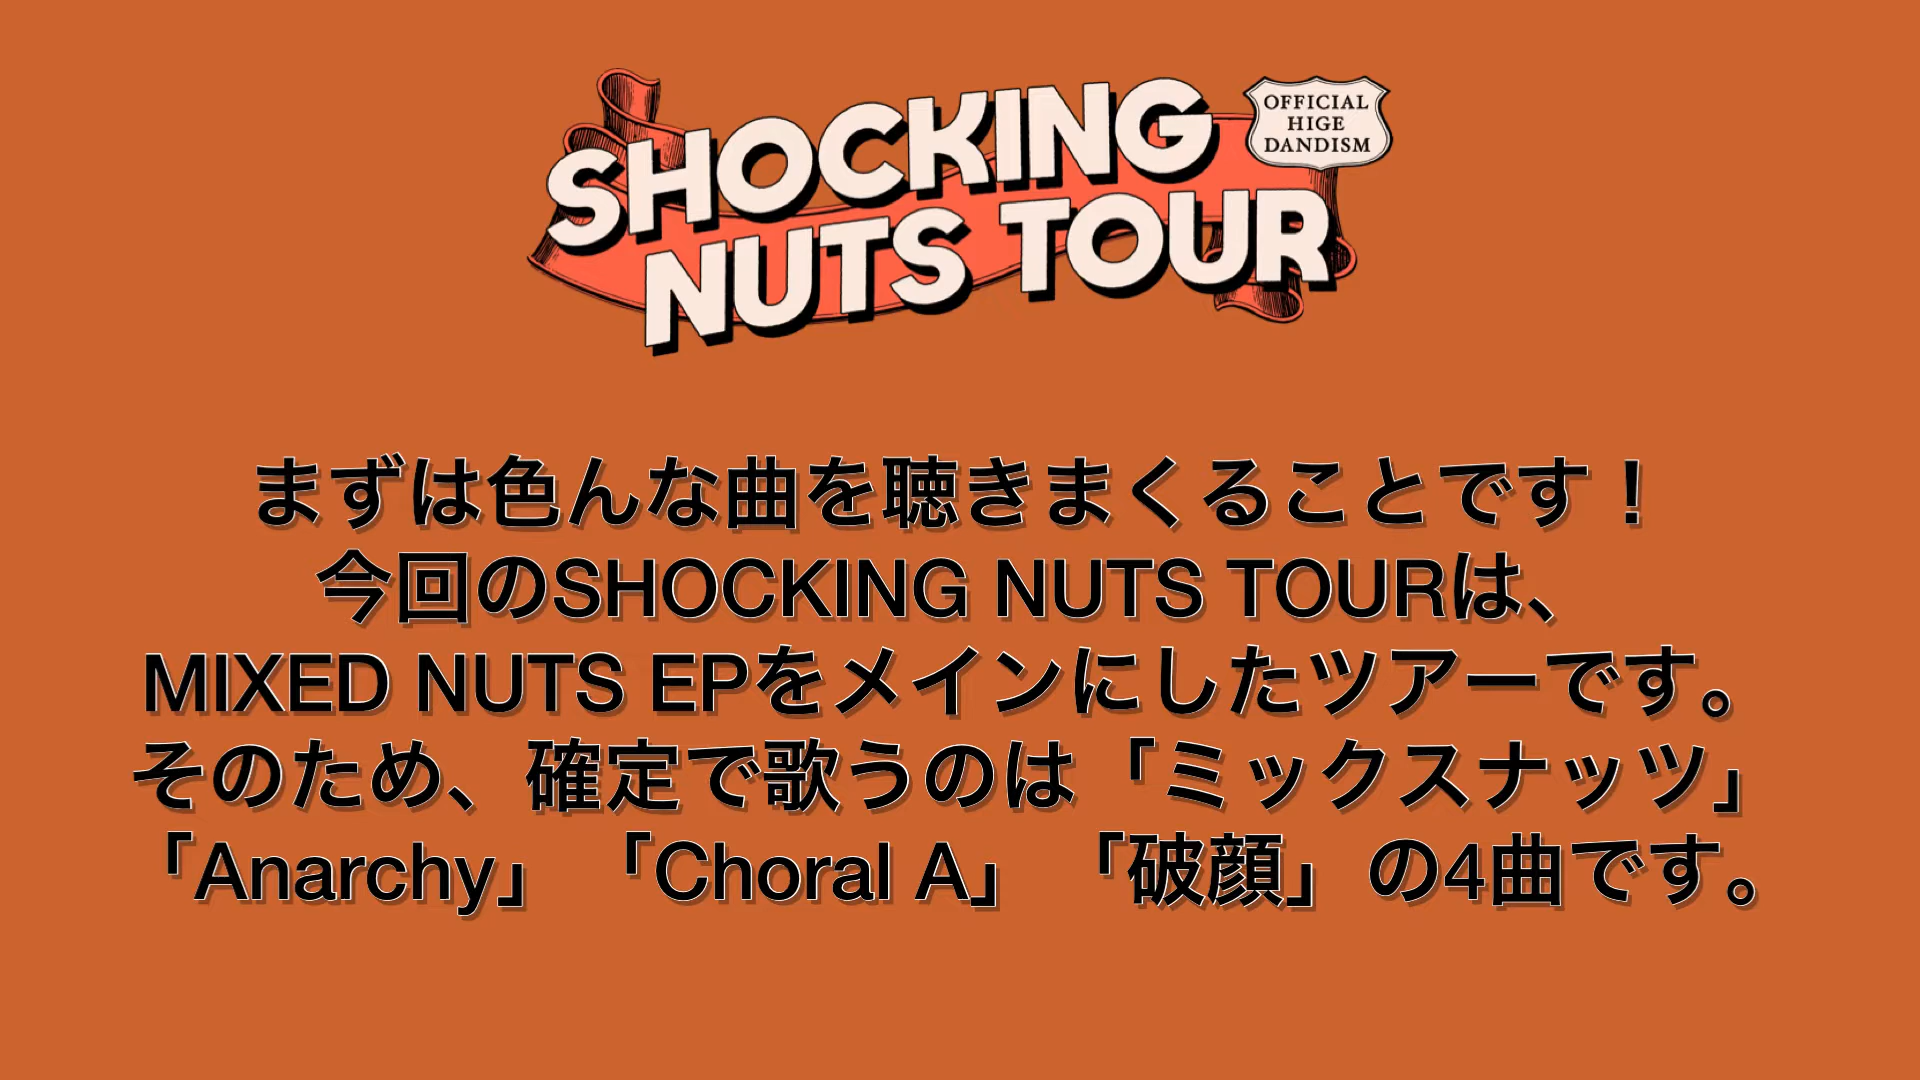 SHOCKING
NUTS TOUR
OFFICIAL
HIGE
DANDISM
まずは色んな曲を聴きまくることです！
今回のSHOCKING NUTS TOURは、
MIXED NUTS EPをメインにしたツアーです。
そのため、確定で歌うのは「ミックスナッツ」
「Anarchy」「Choral A」「破顔」の4曲です。